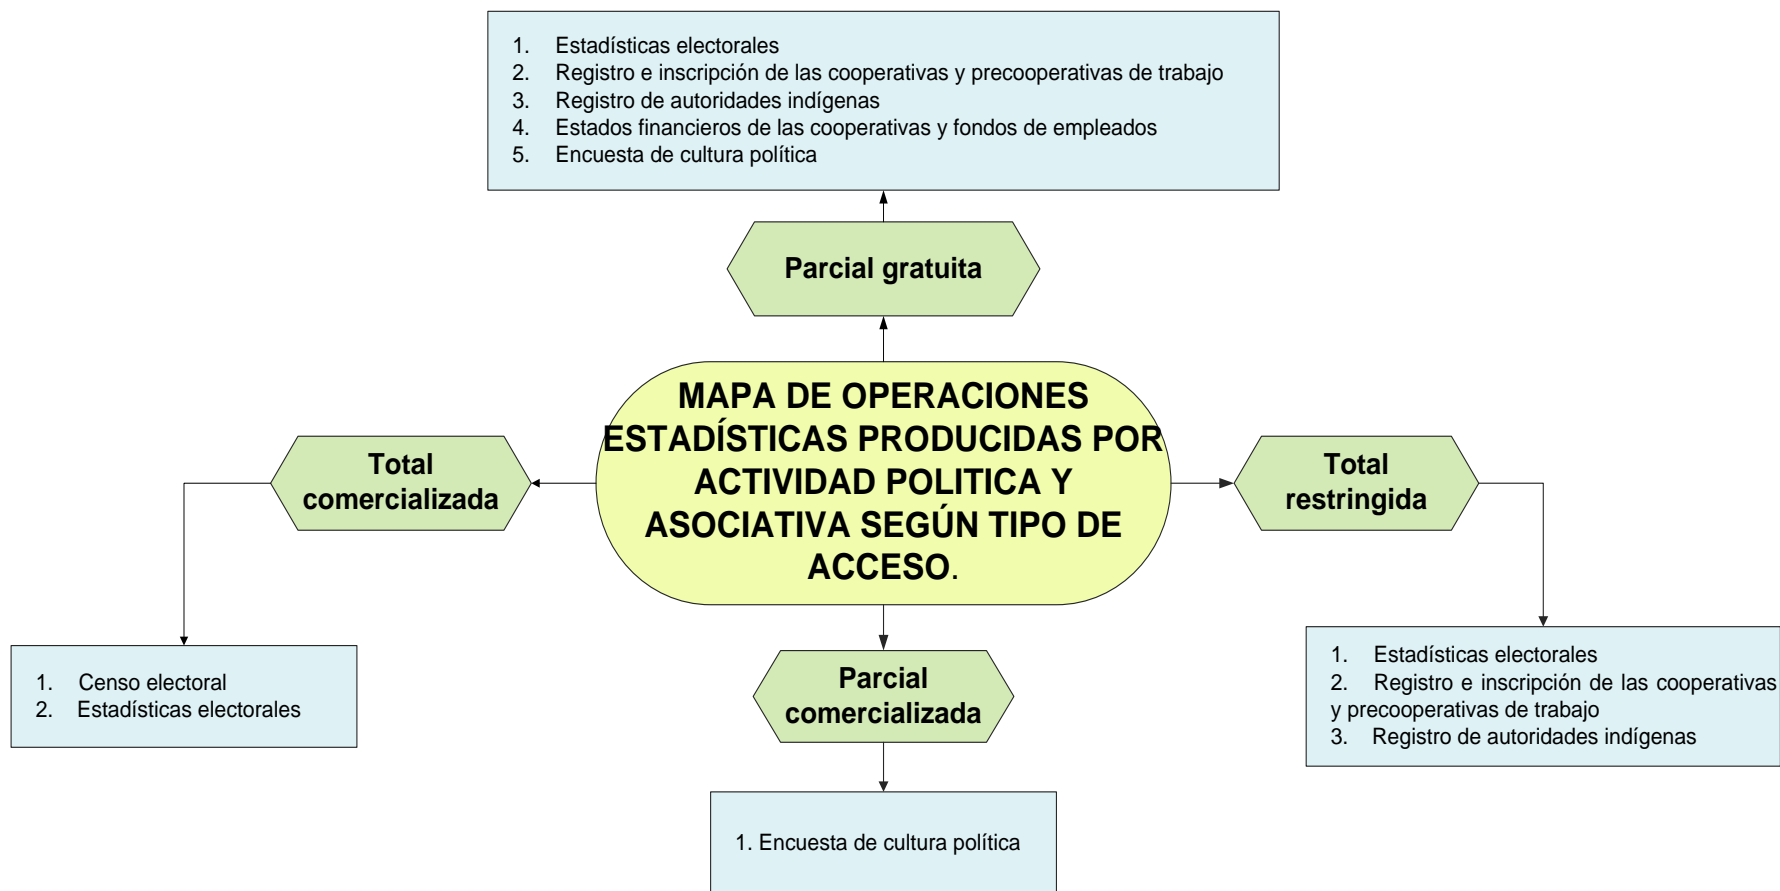 1. Estadísticas electorales
2. Registro e inscripción de las cooperativas y precooperativas de trabajo
3. Registro de autoridades indígenas
4. Estados financieros de las cooperativas y fondos de empleados
5. Encuesta de cultura política
Parcial gratuita
MAPA DE OPERACIONES
ESTADÍSTICAS PRODUCIDAS POR
ACTIVIDAD POLITICA Y
ASOCIATIVA SEGÚN TIPO DE
ACCESO.
Total
comercializada
Total
restringida
1. Censo electoral
2. Estadísticas electorales
Parcial
comercializada
1. Estadísticas electorales
2. Registro e inscripción de las cooperativas
y precooperativas de trabajo
3. Registro de autoridades indígenas
1. Encuesta de cultura política